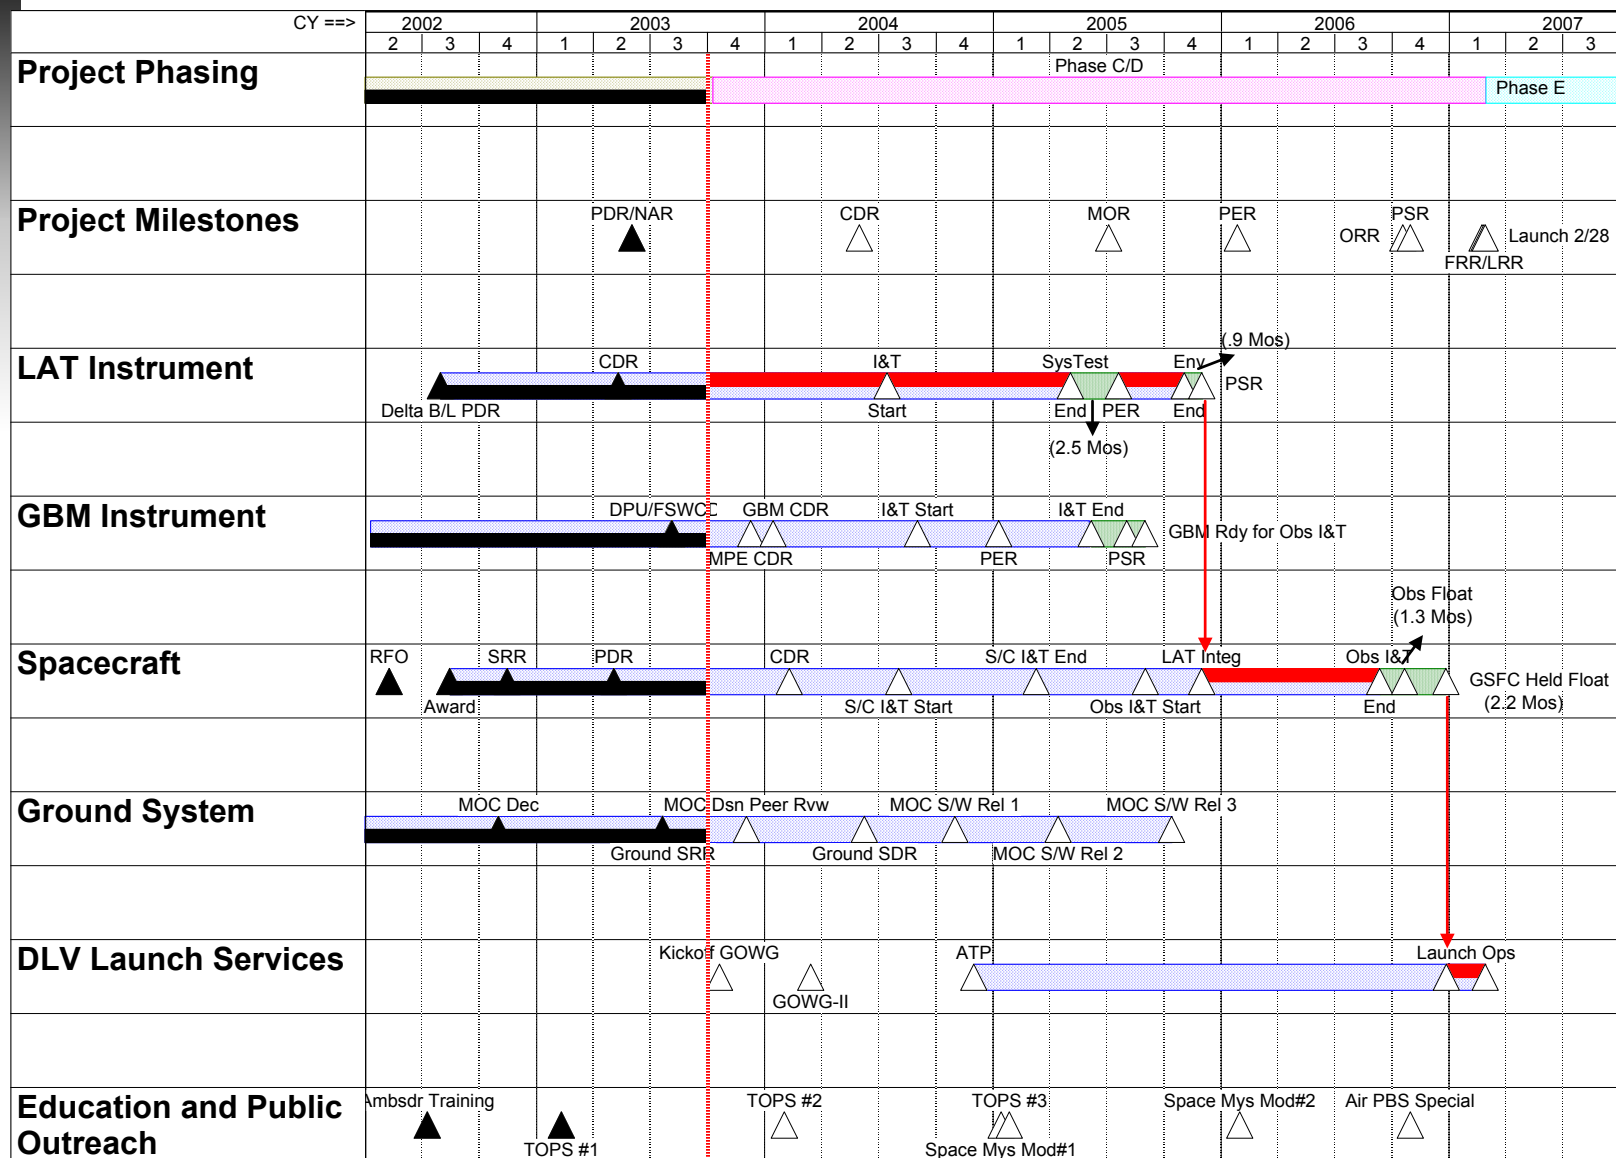 CY ==> 2002 2003 2004 2005 2006 2007
2 3 4 1 2 3 4 1 2 3 4 1 2 3 4 1 2 3 4 1 2 3
Project Phasing
Phase C/D
Phase E
Project Milestones
PDR/NAR CDR MOR PER PSR
ORR Launch 2/28
FRR/LRR
(.9 Mos)
LAT Instrument
CDR I&T SysTest Env
PSR
Delta B/L PDR Start End PER End
(2.5 Mos)
GBM Instrument
DPU/FSW GBM CDR I&T Start I&T End
GBM Rdy for Obs I&T
MPE CDR PER PSR
Obs Float
(1.3 Mos)
Spacecraft
RFO SRR PDR CDR S/C I&T End LAT Integ Obs I&T
GSFC Held Float
(2.2 Mos)
Award S/C I&T Start Obs I&T Start End
Ground System
MOC Dec MOC Dsn Peer Rvw MOC S/W Rel 1 MOC S/W Rel 3
Ground SRR Ground SDR MOC S/W Rel 2
DLV Launch Services
Kickoff GOWG ATP Launch Ops
GOWG-II
Education and Public
Outreach
Ambsdr Training TOPS #2 TOPS #3 Space Mys Mod#2 Air PBS Special
TOPS #1 Space Mys Mod#1